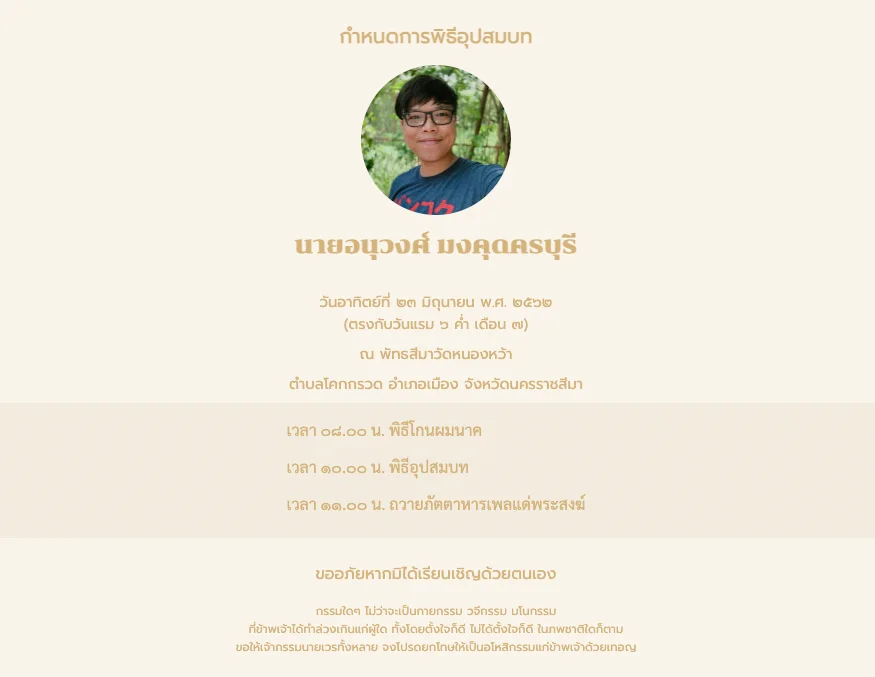 กำหนดการพิธีอุปสมบท
นายอนุวงศ์ มงคุดครบุรี
วันอาทิตย์ที่ ๒๓ มิถุนายน พ.ศ. ๒๕๖๒
(ตรงกับวันแรม ๖ ค่ำ เดือน ๗)
ณ พัทธสีมาวัดหนองหว้า
ตำบลโคกกรวด อำเภอเมือง จังหวัดนครราชสีมา
เวลา ๐๘.๐๐ น. พิธีโกนผมนาค
เวลา ๑๐.๐๐ น. พิธีอุปสมบท
เวลา ๑๑.๐๐ น. ถวายภัตตาหารเพลแด่พระสงฆ์
ขออภัยหากมิได้เรียนเชิญด้วยตนเอง
กรรมใดๆ ไม่ว่าจะเป็นกายกรรม วจีกรรม มโนกรรม
ที่ข้าพเจ้าได้ทำล่วงเกินแก่ผู้ใด ทั้งโดยตั้งใจก็ดี ไม่ได้ตั้งใจก็ดี ในภพชาติใดก็ตาม
ขอให้เจ้ากรรมนายเวรทั้งหลาย จงโปรดยกโทษให้เป็นอโหสิกรรมแก่ข้าพเจ้าด้วยเทอญ